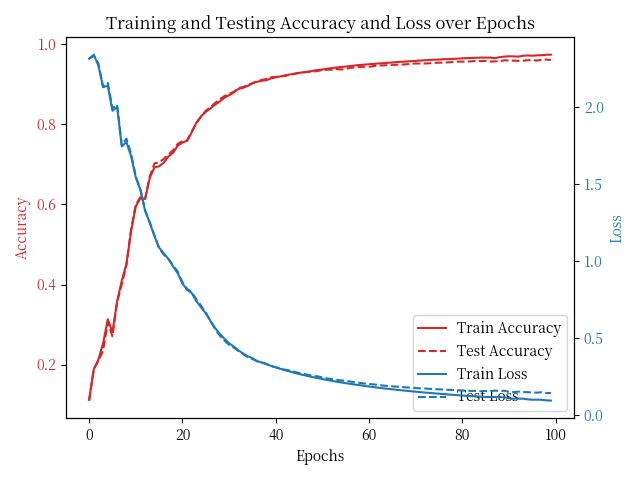 Training and Testing Accuracy and Loss over Epochs
1.0
0.8
0.6
0.4
0.2
Accuracy
2.0
1.5
1.0
0.5
0.0
Loss
Train Accuracy
Test Accuracy
Train Loss
Test Loss
0 20 40 60 80 100
Epochs